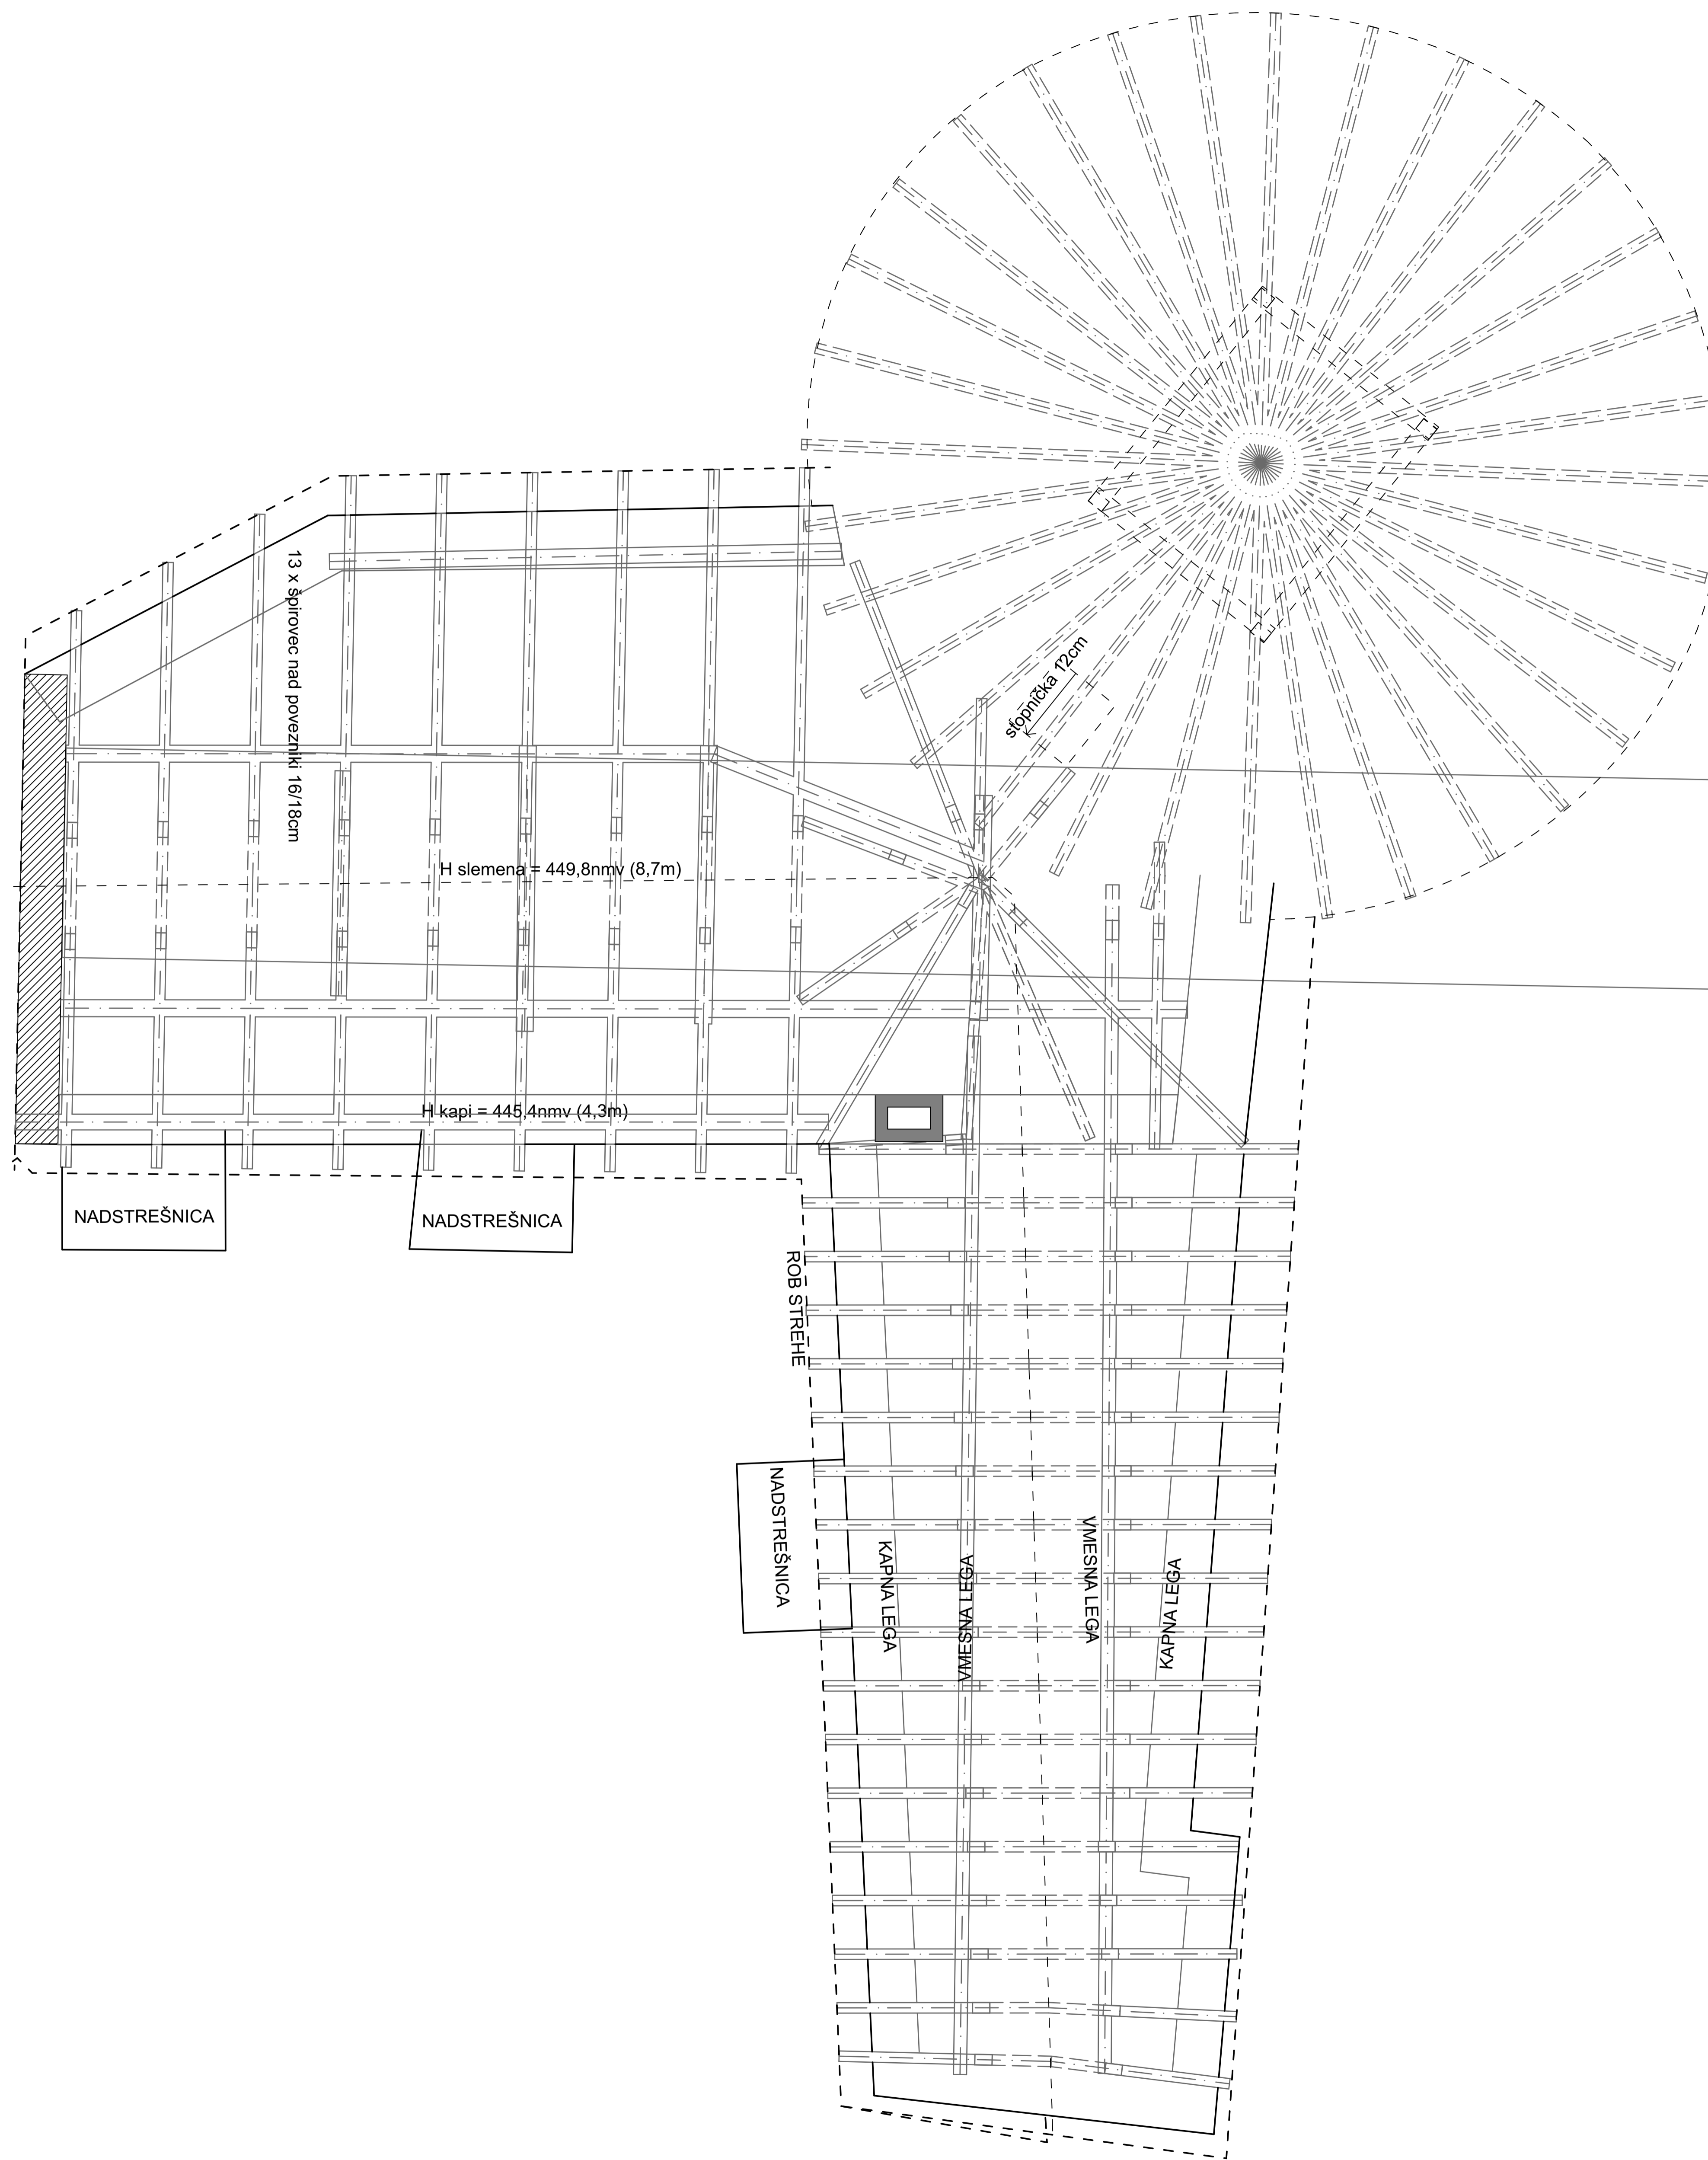 stopnička 12cm
13 x špirovec nad povezniki 16/18cm
H slemena = 449,8nmv (8,7m)
H kapi = 445,4nmv (4,3m)
NADSTREŠNICA
NADSTREŠNICA
ROB STREHE
NADSTREŠNICA
KAPNA LEGA
VMESNA LEGA
VMESNA LEGA
KAPNA LEGA